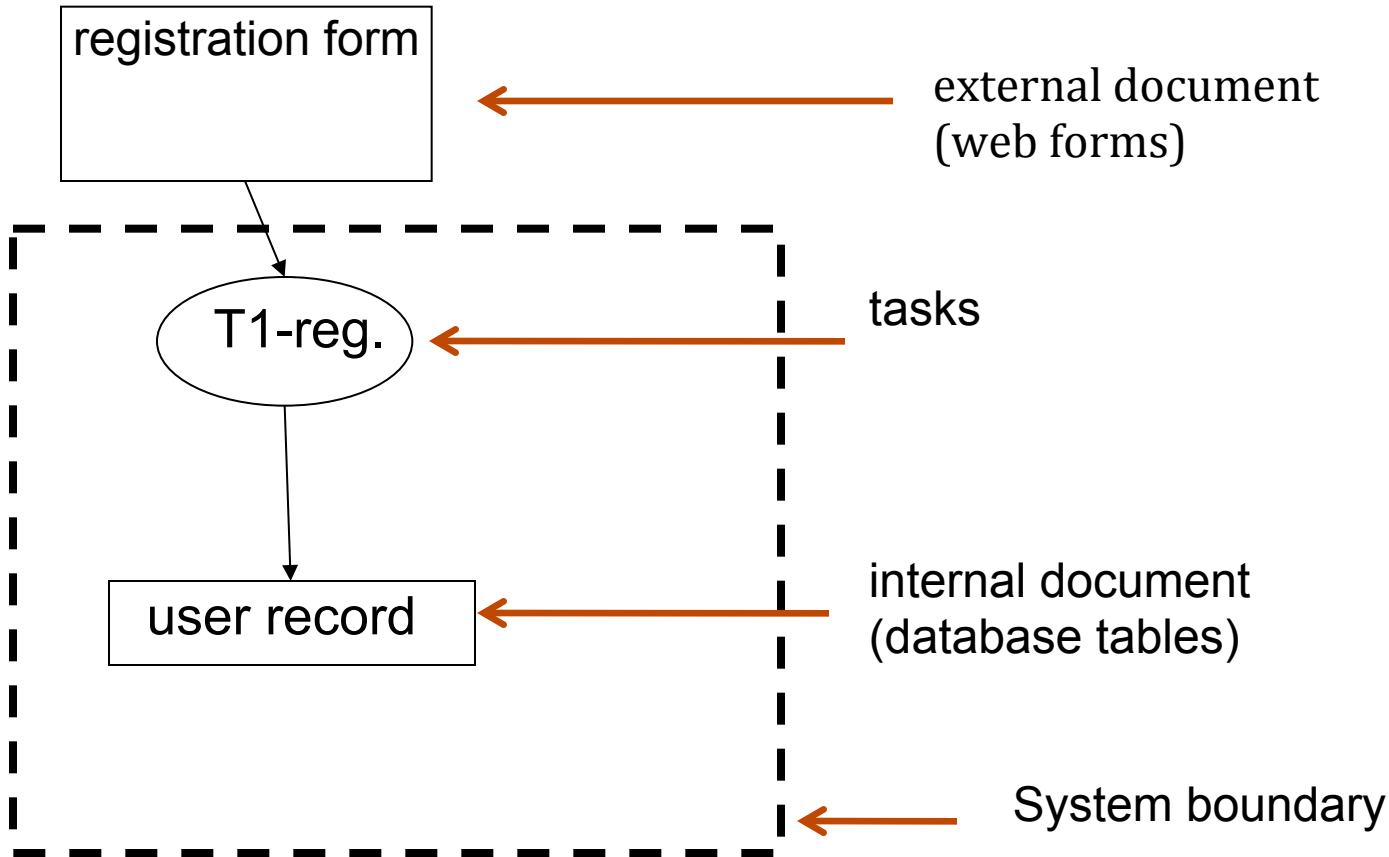 registration form
external document
(web forms)
T1-reg.
tasks
user record
internal document
(database tables)
System boundary